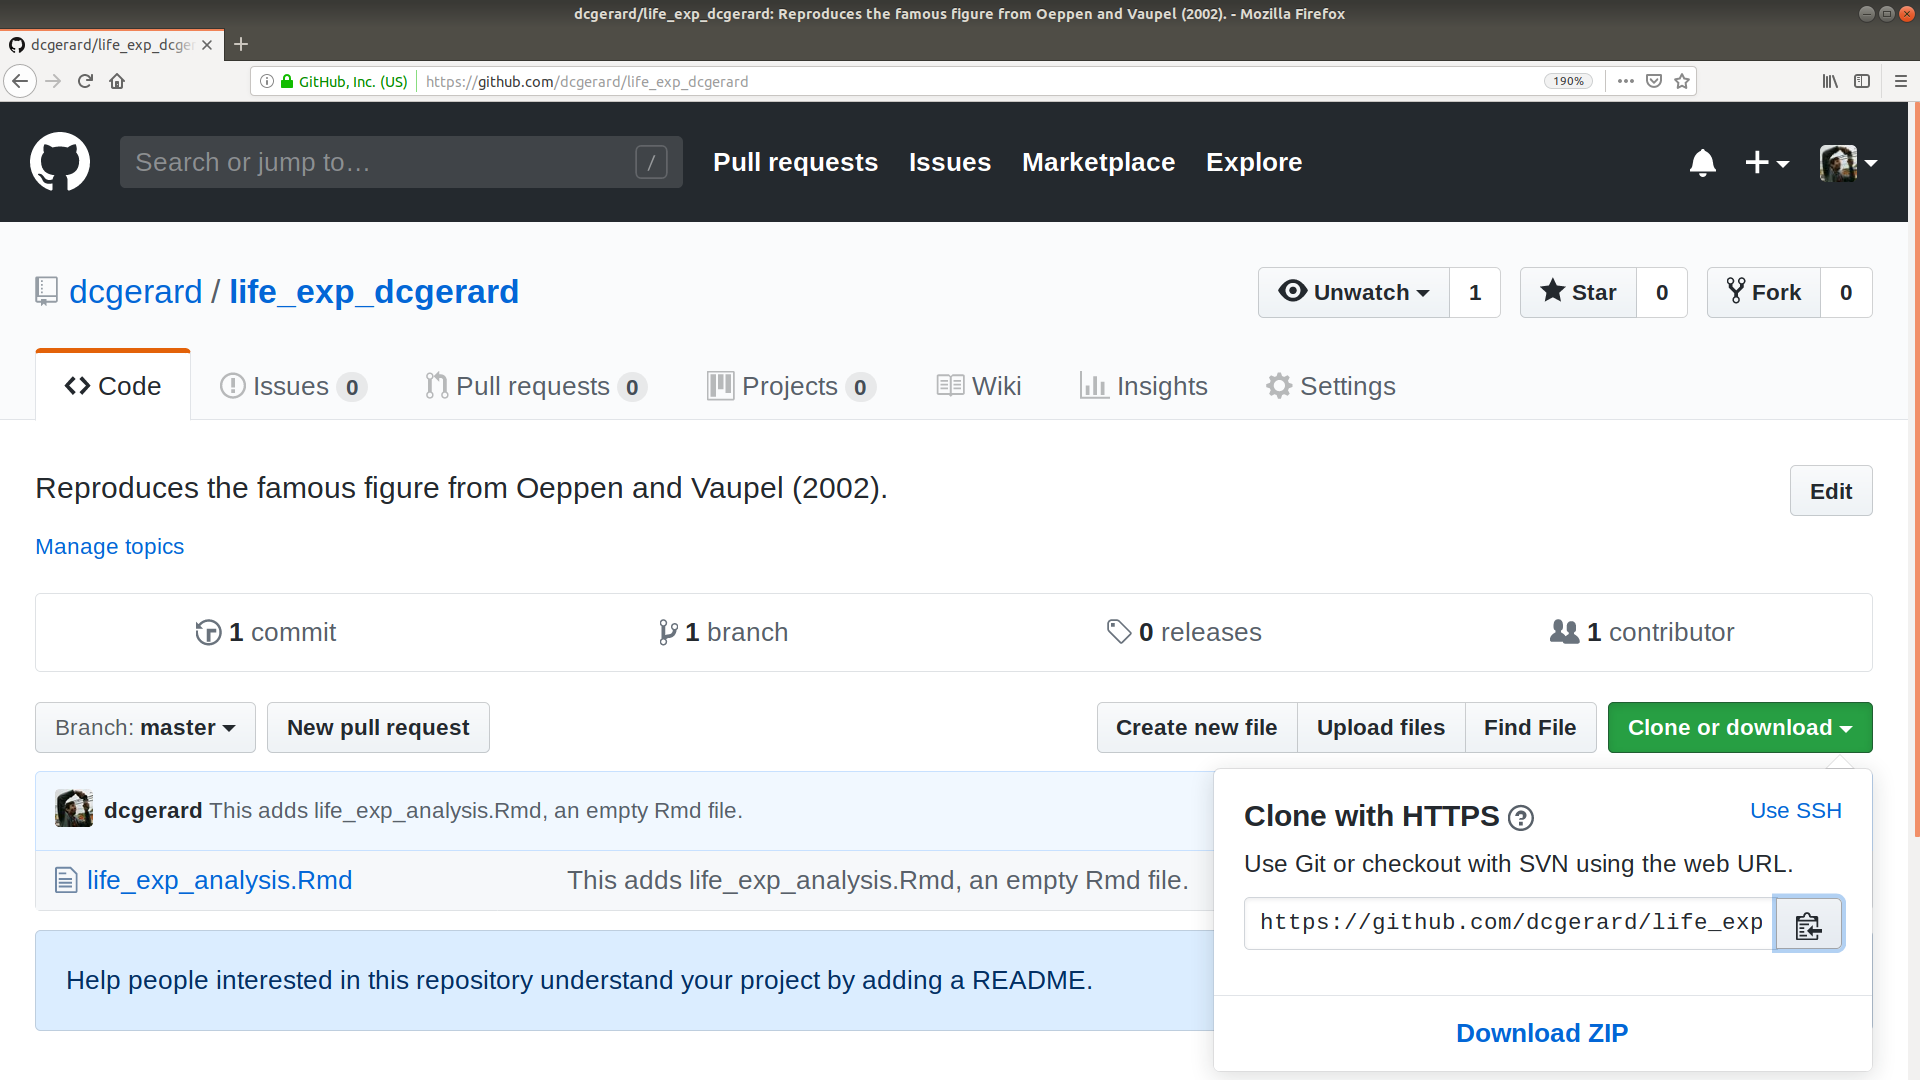 dcgerard/life_exp_dcgerard: Reproduces the famous figure from Oeppen and Vaupel (2002). - Mozilla Firefox
dcgerard/life_exp_dcger
GitHub, Inc. (US) https://github.com/dcgerard/life_exp_dcgerard 190%
Search or jump to… / Pull requests Issues Marketplace Explore
dcgerard / life_exp_dcgerard Unwatch 1 Star 0 Fork 0
Code Issues 0 Pull requests 0 Projects 0 Wiki Insights Settings
Reproduces the famous figure from Oeppen and Vaupel (2002). Edit
Manage topics
1 commit 1 branch 0 releases 1 contributor
Branch: master New pull request Create new file Upload files Find File Clone or download
dcgerard This adds life_exp_analysis.Rmd, an empty Rmd file.
life_exp_analysis.Rmd This adds life_exp_analysis.Rmd, an empty Rmd file.
Help people interested in this repository understand your project by adding a README.
Clone with HTTPS ? Use SSH
Use Git or checkout with SVN using the web URL.
https://github.com/dcgerard/life_exp
Download ZIP